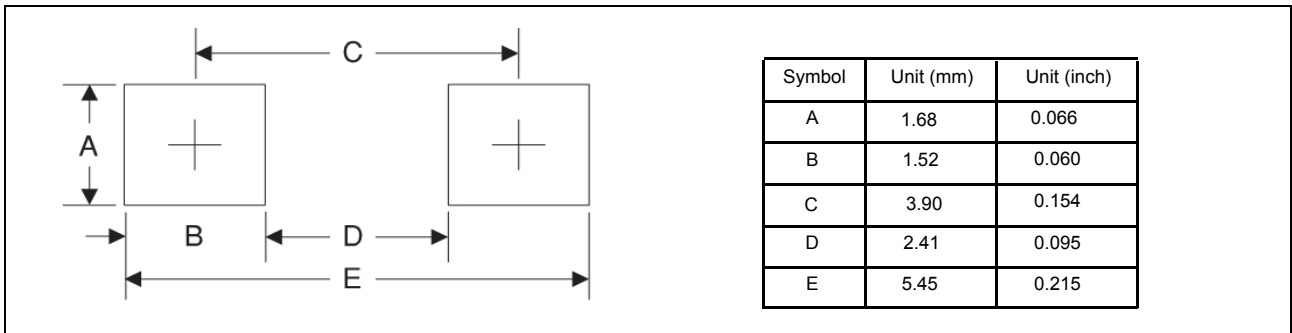 C
A
B
D
E
Symbol Unit (mm) Unit (inch)
A 1.68 0.066
B 1.52 0.060
C 3.90 0.154
D 2.41 0.095
E 5.45 0.215